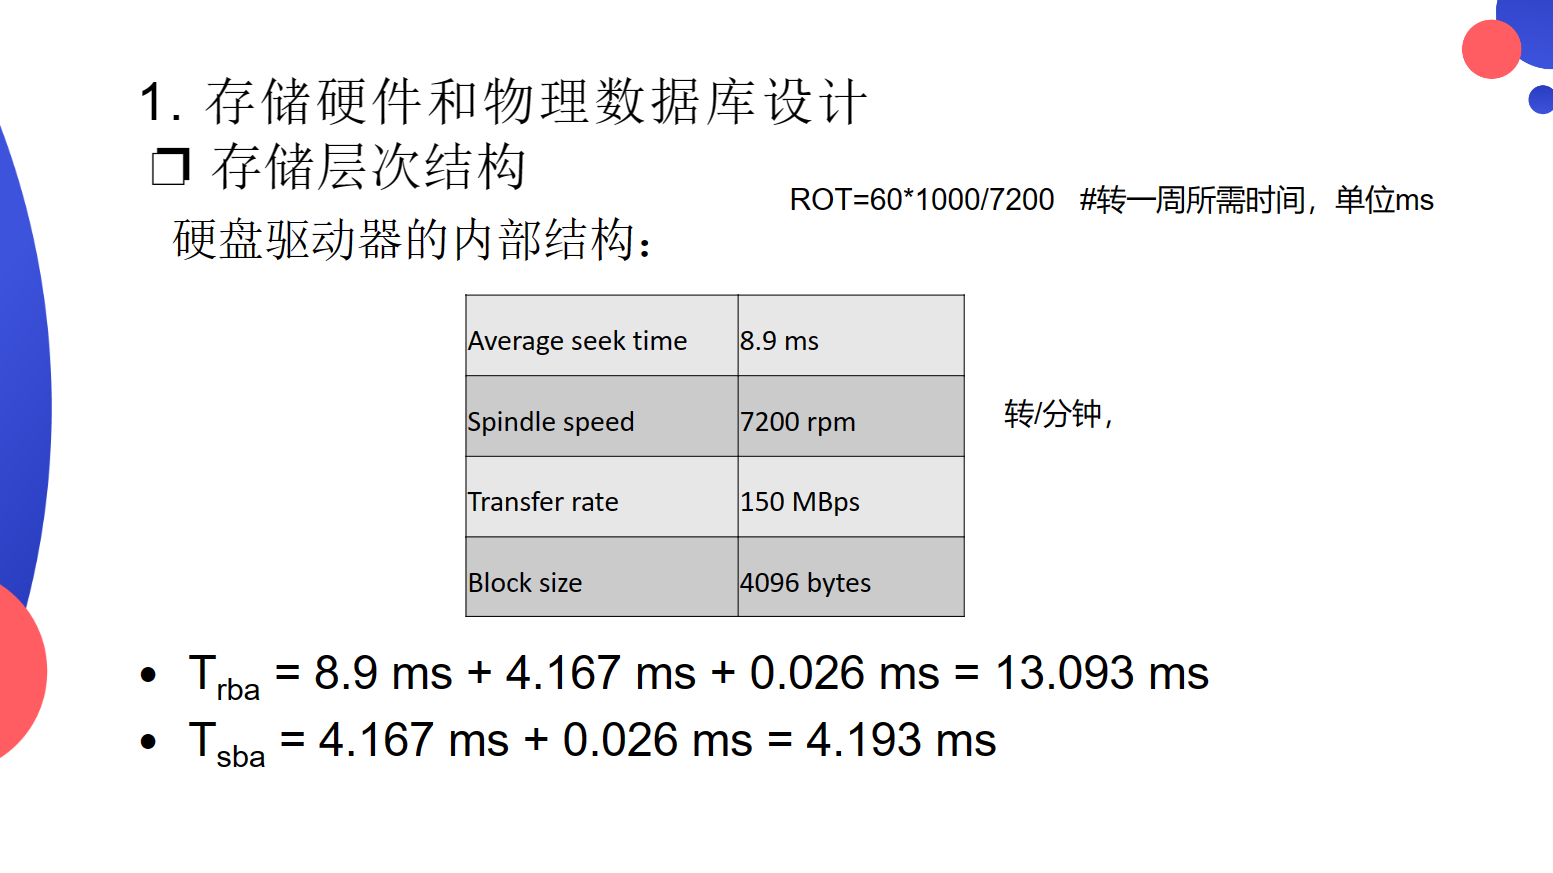 1. 存储硬件和物理数据库设计
❒ 存储层次结构
ROT=60*1000/7200 #转一周所需时间，单位ms
硬盘驱动器的内部结构：
Average seek time 8.9 ms
Spindle speed 7200 rpm
转/分钟，
Transfer rate 150 MBps
Block size 4096 bytes
• Trba = 8.9 ms + 4.167 ms + 0.026 ms = 13.093 ms
• Tsba = 4.167 ms + 0.026 ms = 4.193 ms